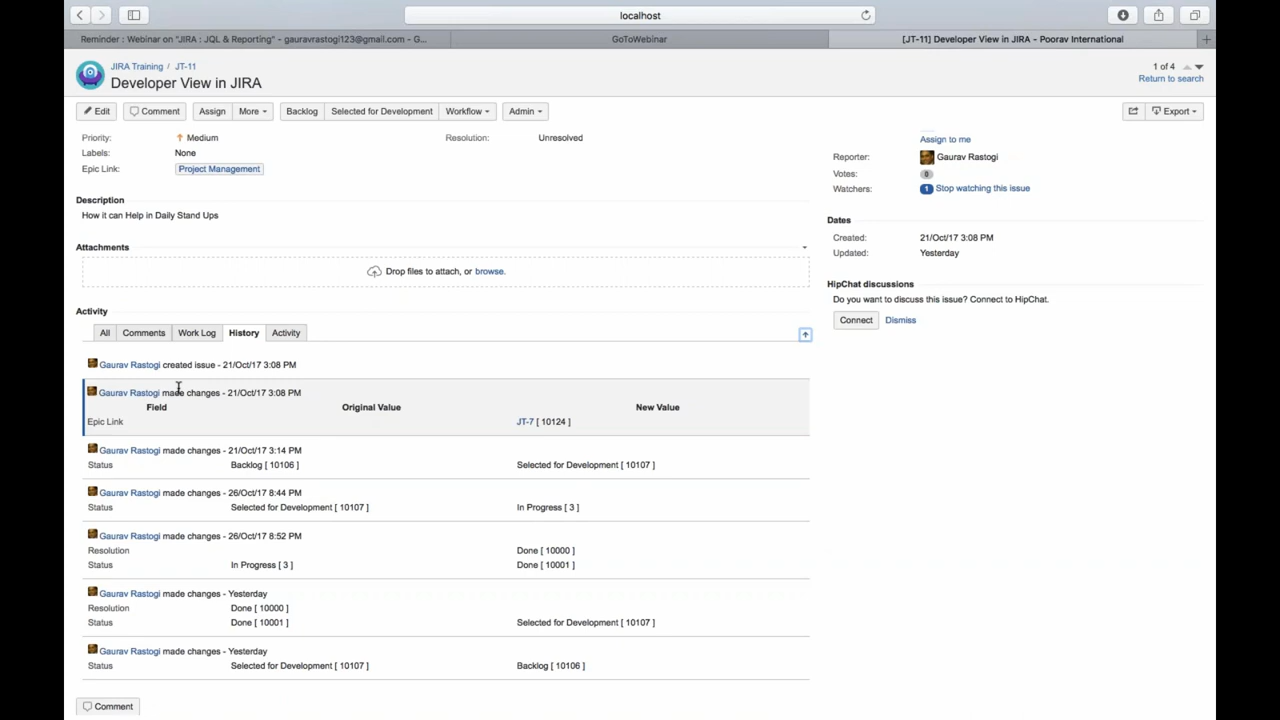 localhost
Reminder : Webinar on "JIRA : JQL & Reporting" - gauravrastogi123@gmail.com - G...
GoToWebinar
[JT-11] Developer View in JIRA - Poorav International
JIRA Training / JT-11
Developer View in JIRA
1 of 4
Return to search
Edit Comment Assign More Backlog Selected for Development Workflow Admin Export
Priority: Medium Resolution: Unresolved
Labels: None
Epic Link: Project Management
Description
How it can Help in Daily Stand Ups
Attachments
Drop files to attach, or browse.
Activity
All Comments Work Log History Activity
Gaurav Rastogi created issue - 21/Oct/17 3:08 PM
Gaurav Rastogi made changes - 21/Oct/17 3:08 PM
Field Original Value New Value
Epic Link JT-7 [ 10124 ]
Gaurav Rastogi made changes - 21/Oct/17 3:14 PM
Status Backlog [ 10106 ] Selected for Development [ 10107 ]
Gaurav Rastogi made changes - 26/Oct/17 8:44 PM
Status Selected for Development [ 10107 ] In Progress [ 3 ]
Gaurav Rastogi made changes - 26/Oct/17 8:52 PM
Resolution Done [ 10000 ]
Status In Progress [ 3 ] Done [ 10001 ]
Gaurav Rastogi made changes - Yesterday
Resolution Done [ 10000 ]
Status Done [ 10001 ] Selected for Development [ 10107 ]
Gaurav Rastogi made changes - Yesterday
Status Selected for Development [ 10107 ] Backlog [ 10106 ]
Comment
Assign to me
Reporter: Gaurav Rastogi
Votes: 0
Watchers: 1 Stop watching this issue
Dates
Created: 21/Oct/17 3:08 PM
Updated: Yesterday
HipChat discussions
Do you want to discuss this issue? Connect to HipChat.
Connect Dismiss